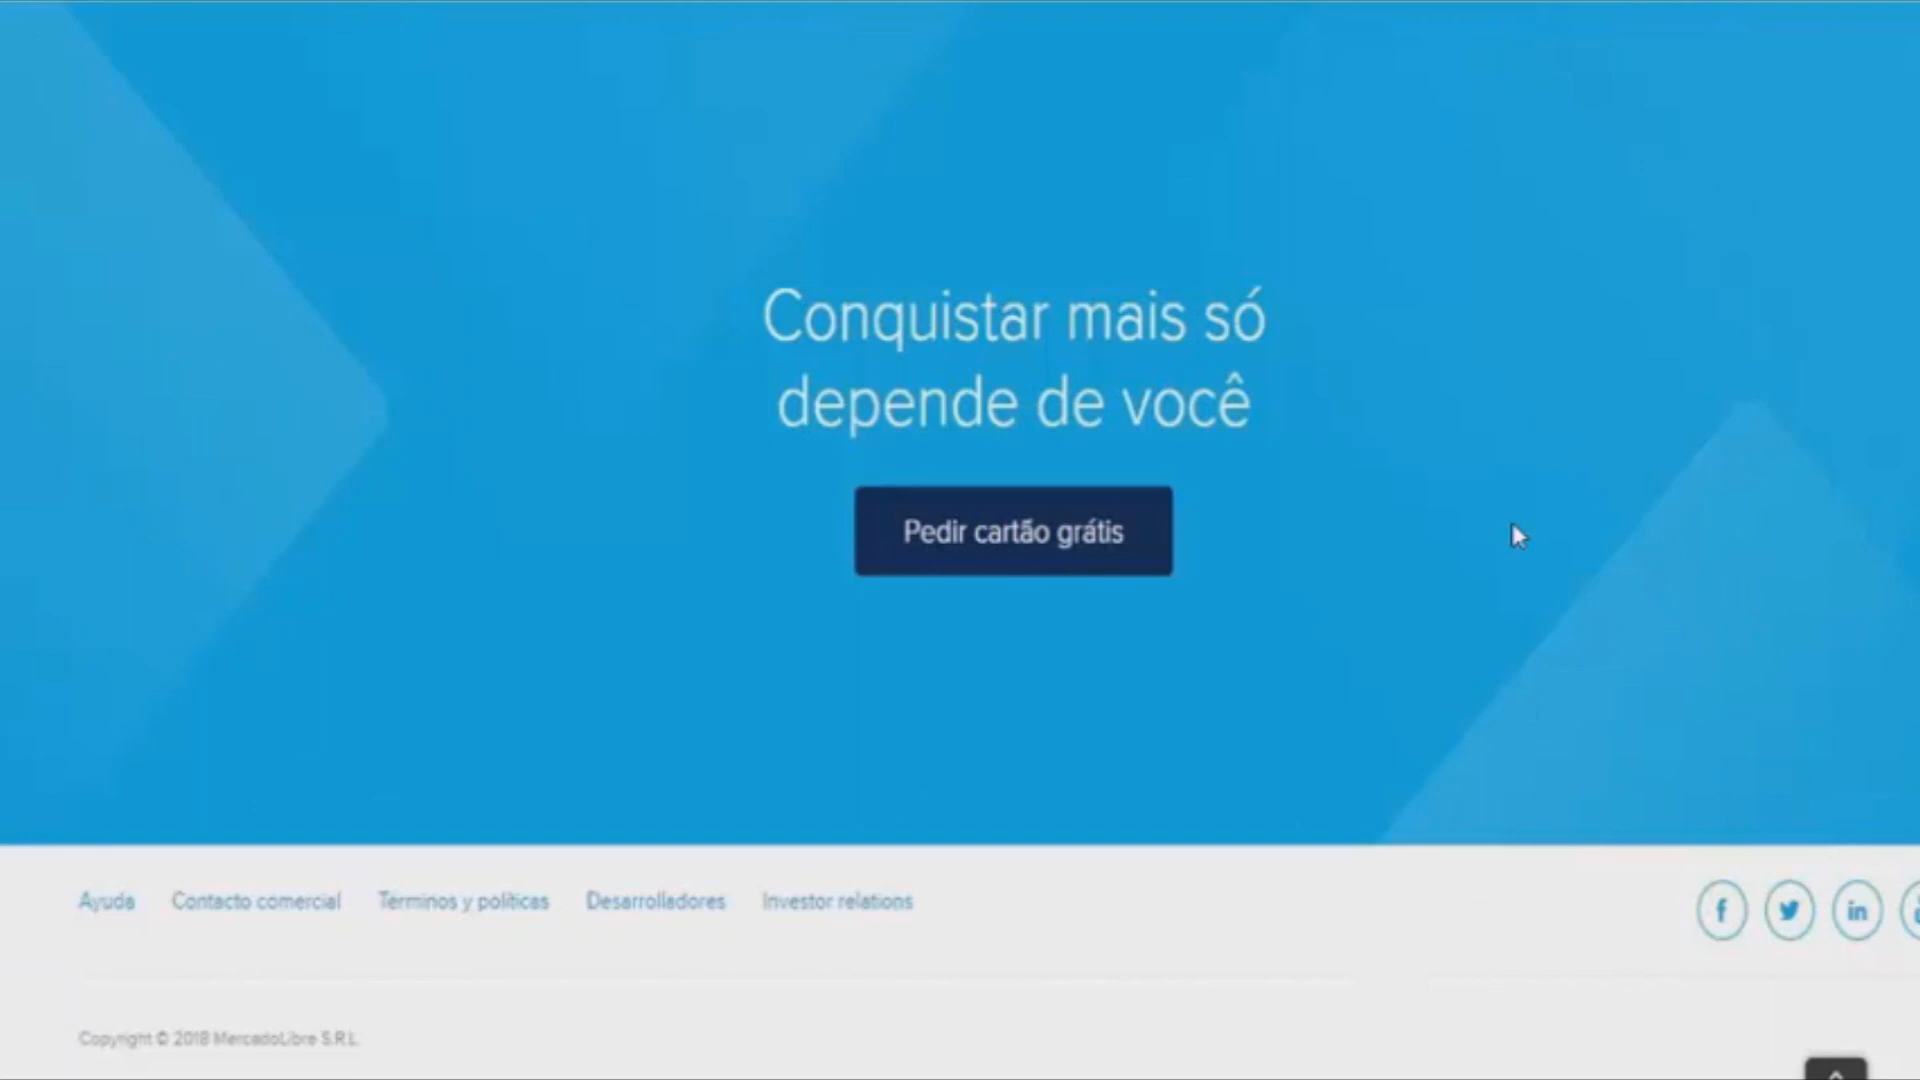 Conquistar mais só
depende de você
Pedir cartão grátis
Ayuda Contacto comercial Términos y políticas Desarrolladores Investor relations
Copyright © 2018 MercadoLibre S.R.L.